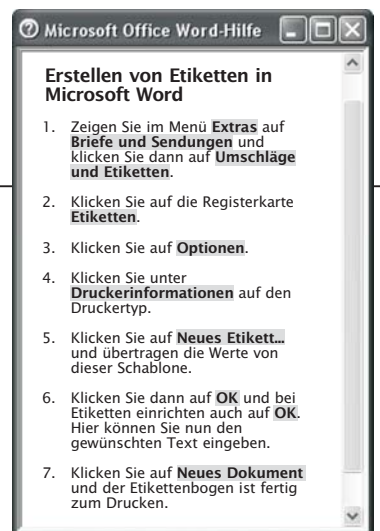 Microsoft Office Word-Hilfe
Erstellen von Etiketten in
Microsoft Word
1. Zeigen Sie im Menü Extras auf
Briefe und Sendungen und
klicken Sie dann auf Umschläge
und Etiketten.
2. Klicken Sie auf die Registerkarte
Etiketten.
3. Klicken Sie auf Optionen.
4. Klicken Sie unter
Druckerinformationen auf den
Druckertyp.
5. Klicken Sie auf Neues Etikett...
und übertragen die Werte von
dieser Schablone.
6. Klicken Sie dann auf OK und bei
Etiketten einrichten auch auf OK.
Hier können Sie nun den
gewünschten Text eingeben.
7. Klicken Sie auf Neues Dokument
und der Etikettenbogen ist fertig
zum Drucken.